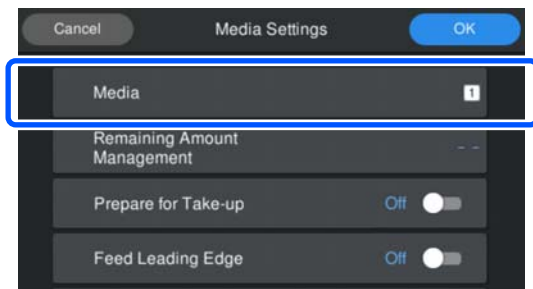 Cancel Media Settings OK
Media 1
Remaining Amount
Management - -
Prepare for Take-up Off
Feed Leading Edge Off